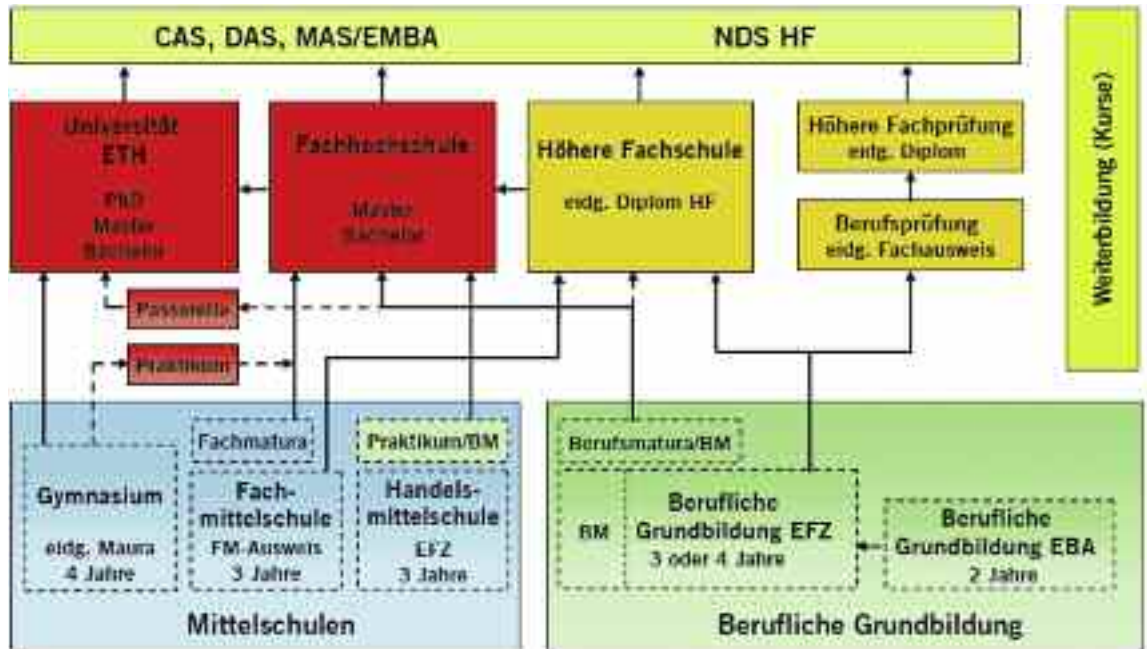 CAS, DAS, MAS/EMBA
NDS HF
Universität
ETH
PhD
Master
Bachelor
Fachhochschule
Master
Bachelor
Höhere Fachschule
eidg. Diplom HF
Höhere Fachprüfung
eidg. Diplom
Berufsprüfung
eidg. Fachausweis
Weiterbildung (Kurse)
Passerelle
Praktikum
Fachmatura
Praktikum/BM
Berufsmatura/BM
Gymnasium
eidg. Maura
4 Jahre
Fach-
mittelschule
FM-Ausweis
3 Jahre
Handels-
mittelschule
EFZ
3 Jahre
BM
Berufliche
Grundbildung EFZ
3 oder 4 Jahre
Berufliche
Grundbildung EBA
2 Jahre
Mittelschulen
Berufliche Grundbildung